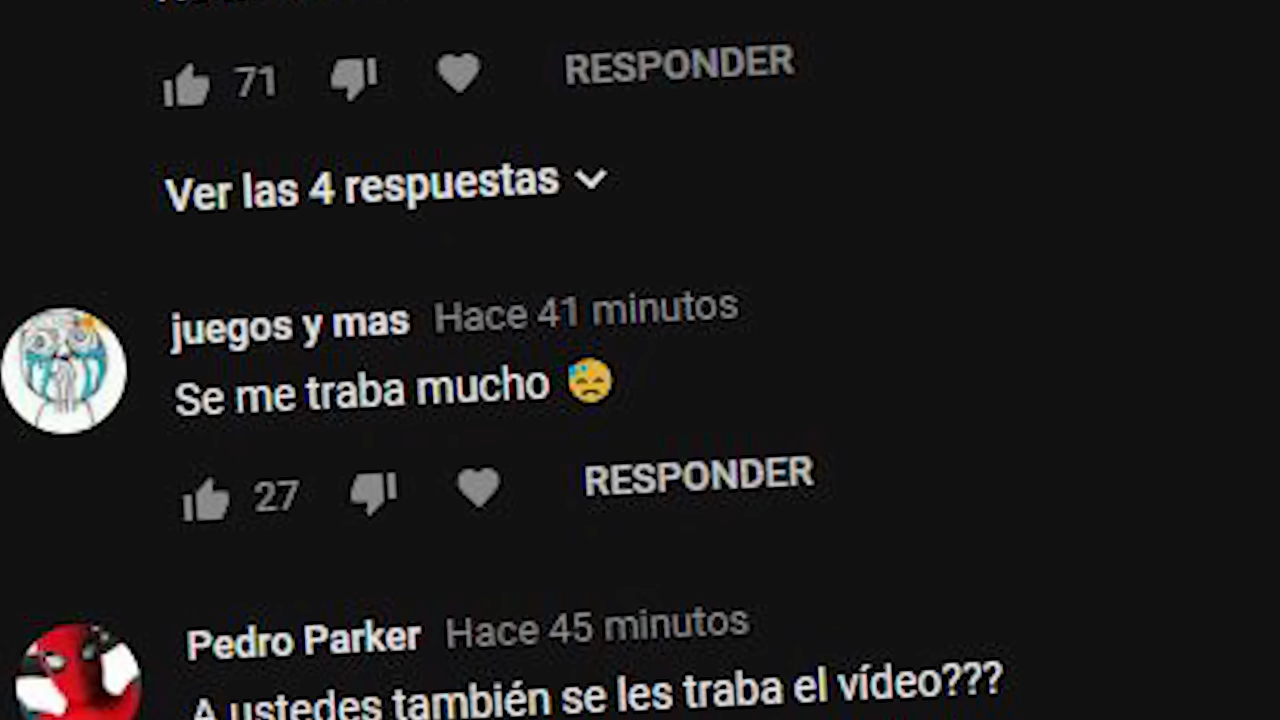 71 RESPONDER
Ver las 4 respuestas
juegos y mas Hace 41 minutos
Se me traba mucho
27 RESPONDER
Pedro Parker Hace 45 minutos
A ustedes también se les traba el vídeo???